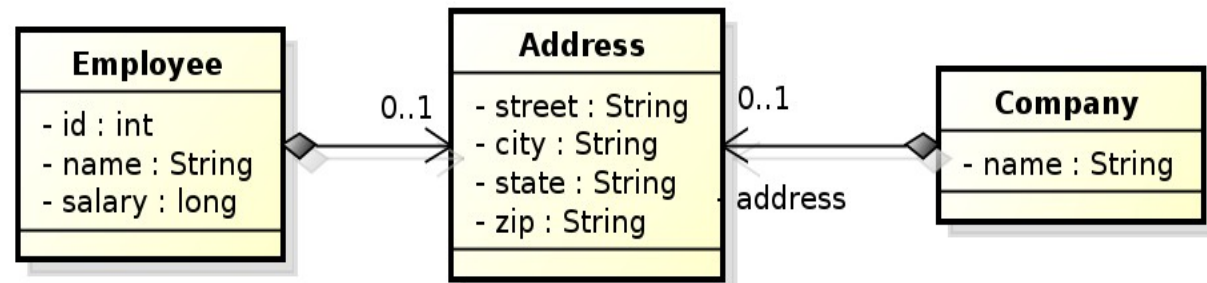 Employee
- id : int
- name : String
- salary : long
0..1
Address
- street : String
- city : String
- state : String
- zip : String
0..1
- address
Company
- name : String